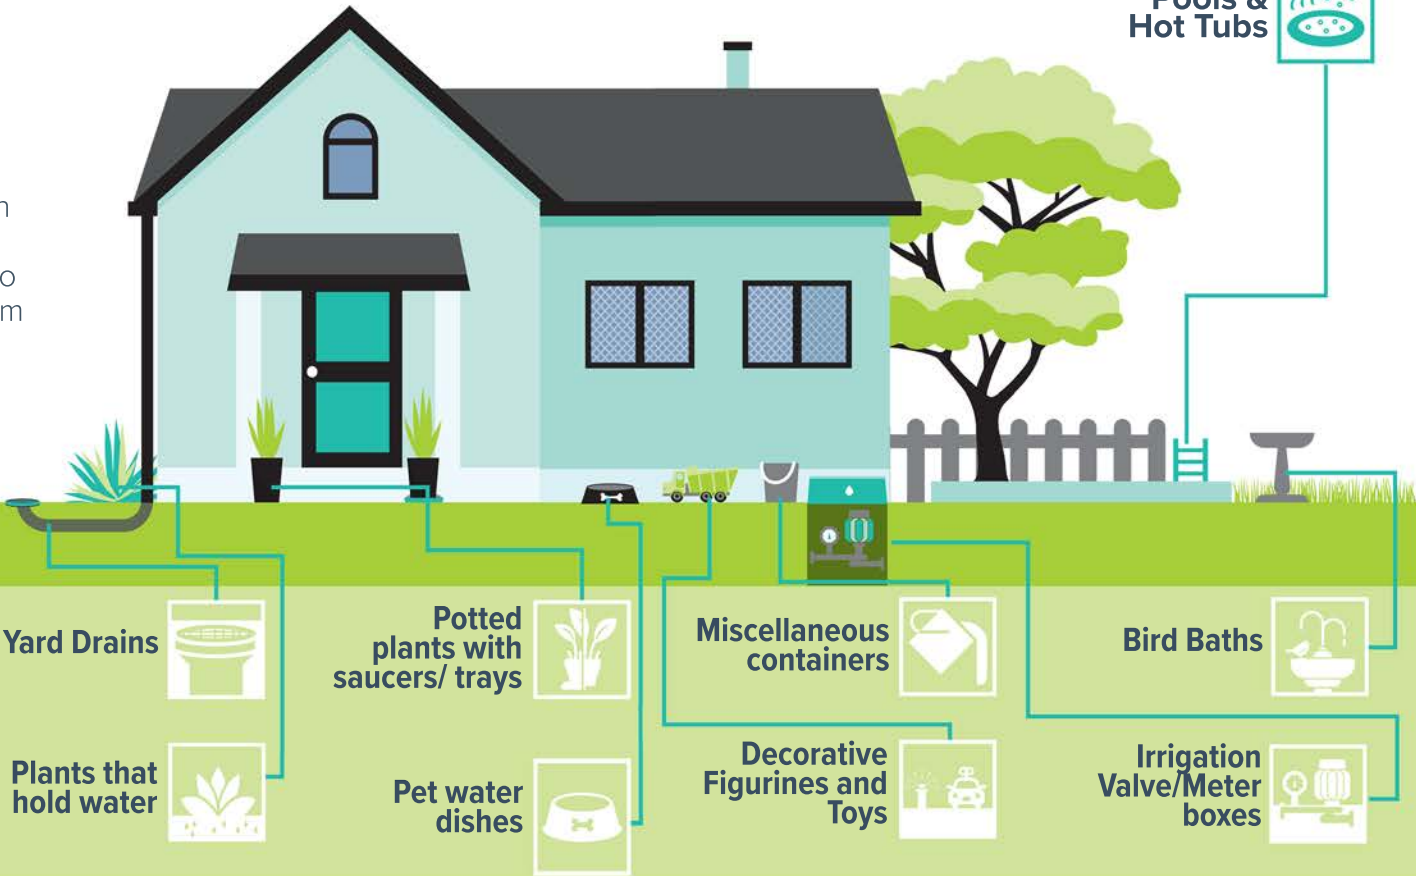 Pools &
Hot Tubs
Yard Drains
Potted
plants with
saucers/ trays
Miscellaneous
containers
Bird Baths
Plants that
hold water
Pet water
dishes
Decorative
Figurines and
Toys
Irrigation
Valve/Meter
boxes